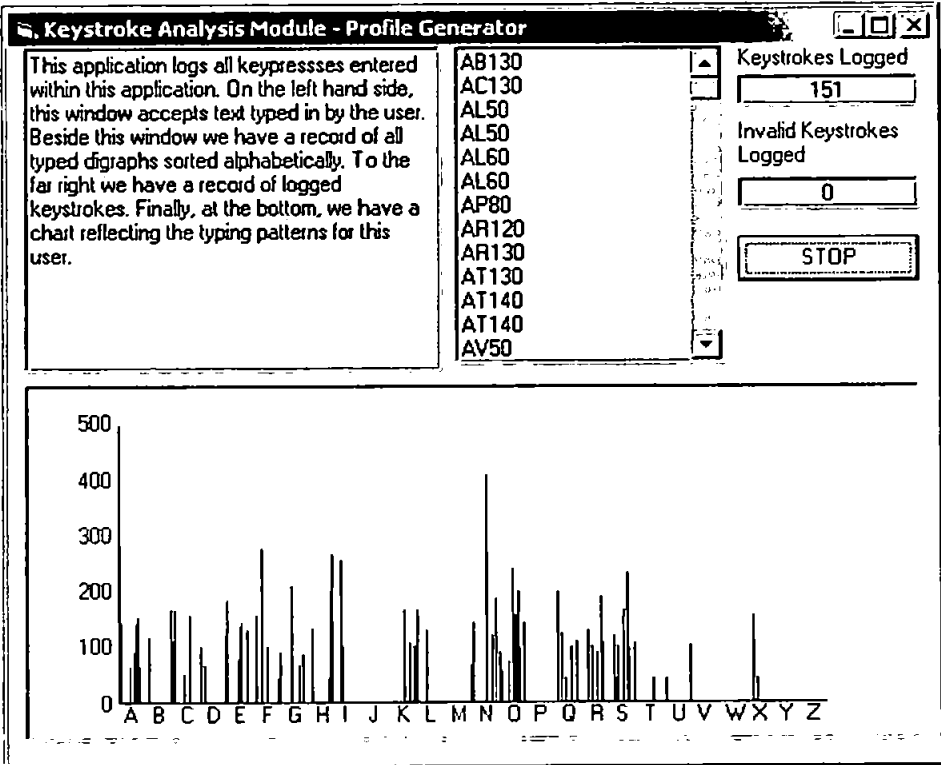 Keystroke Analysis Module - Profile Generator
This application logs all keypressses entered
within this application. On the left hand side,
this window accepts text typed in by the user.
Beside this window we have a record of all
typed digraphs sorted alphabetically. To the
far right we have a record of logged
keystrokes. Finally, at the bottom, we have a
chart reflecting the typing patterns for this
user.
AB130
AC130
AL50
AL50
AL60
AL60
AP80
AR120
AR130
AT130
AT140
AT140
AV50
Keystrokes Logged
151
Invalid Keystrokes
Logged
0
STOP
500
400
300
200
100
0
A B C D E F G H I J K L M N O P Q R S T U V W X Y Z